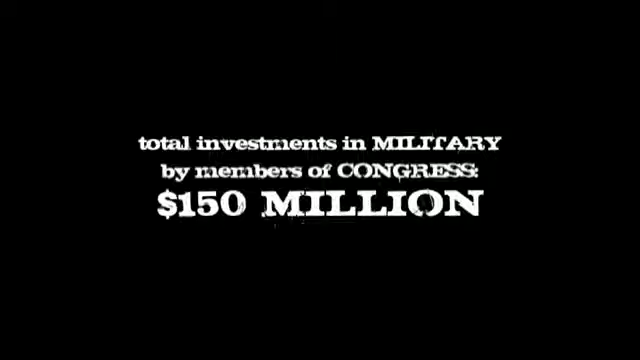 total investments in MILITARY
by members of CONGRESS:
$150 MILLION